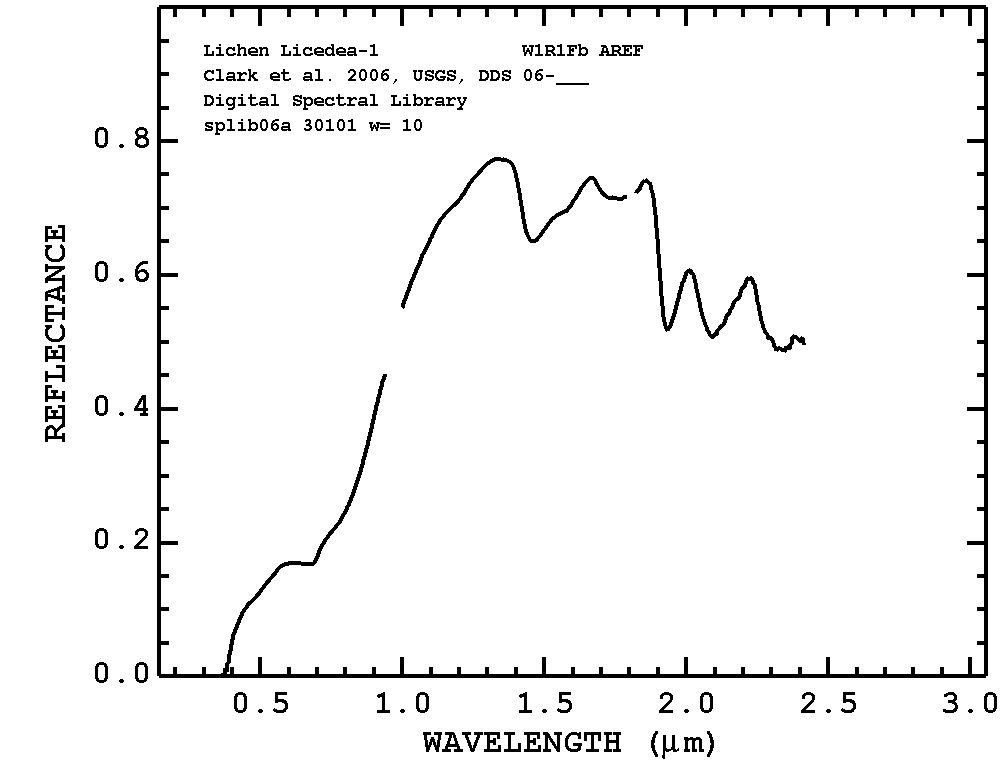 Lichen Licedea-1 W1R1Fb AREF
Clark et al. 2006, USGS, DDS 06-___
Digital Spectral Library
splib06a 30101 w= 10
0.8
0.6
0.4
0.2
0.0
REFLECTANCE
0.5 1.0 1.5 2.0 2.5 3.0
WAVELENGTH (μm)